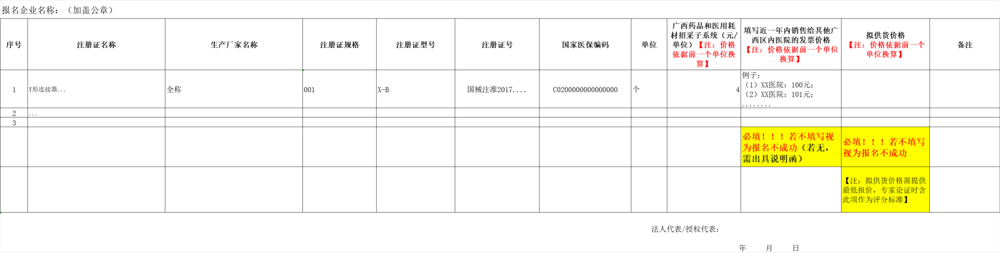 报名企业名称：（加盖公章）
序号
注册证名称
生产厂家名称
注册证规格
注册证型号
注册证号
国家医保编码
单位
广西药品和医用耗
材招采子系统（元/
单位）【注：价格
依据前一个单位换
算】
填写近一年内销售给其他广
西区内医院的发票价格
【注：价格依据前一个单位
换算】
拟供货价格
【注：价格依据前一个
单位换算】
备注
1
Y形连接器...
全称
001
X-B
国械注准2017....
C0200000000000000
个
4
例子：
（1）XX医院：100元；
（2）XX医院：101元；
........
2
...
3
必填！！！若不填写视
为报名不成功（若无，
需出具说明函）
必填！！！若不填写
视为报名不成功
【注：拟供货价格需提供
最低报价，专家论证时含
此项作为评分标准】
法人代表/授权代表：
年 月 日